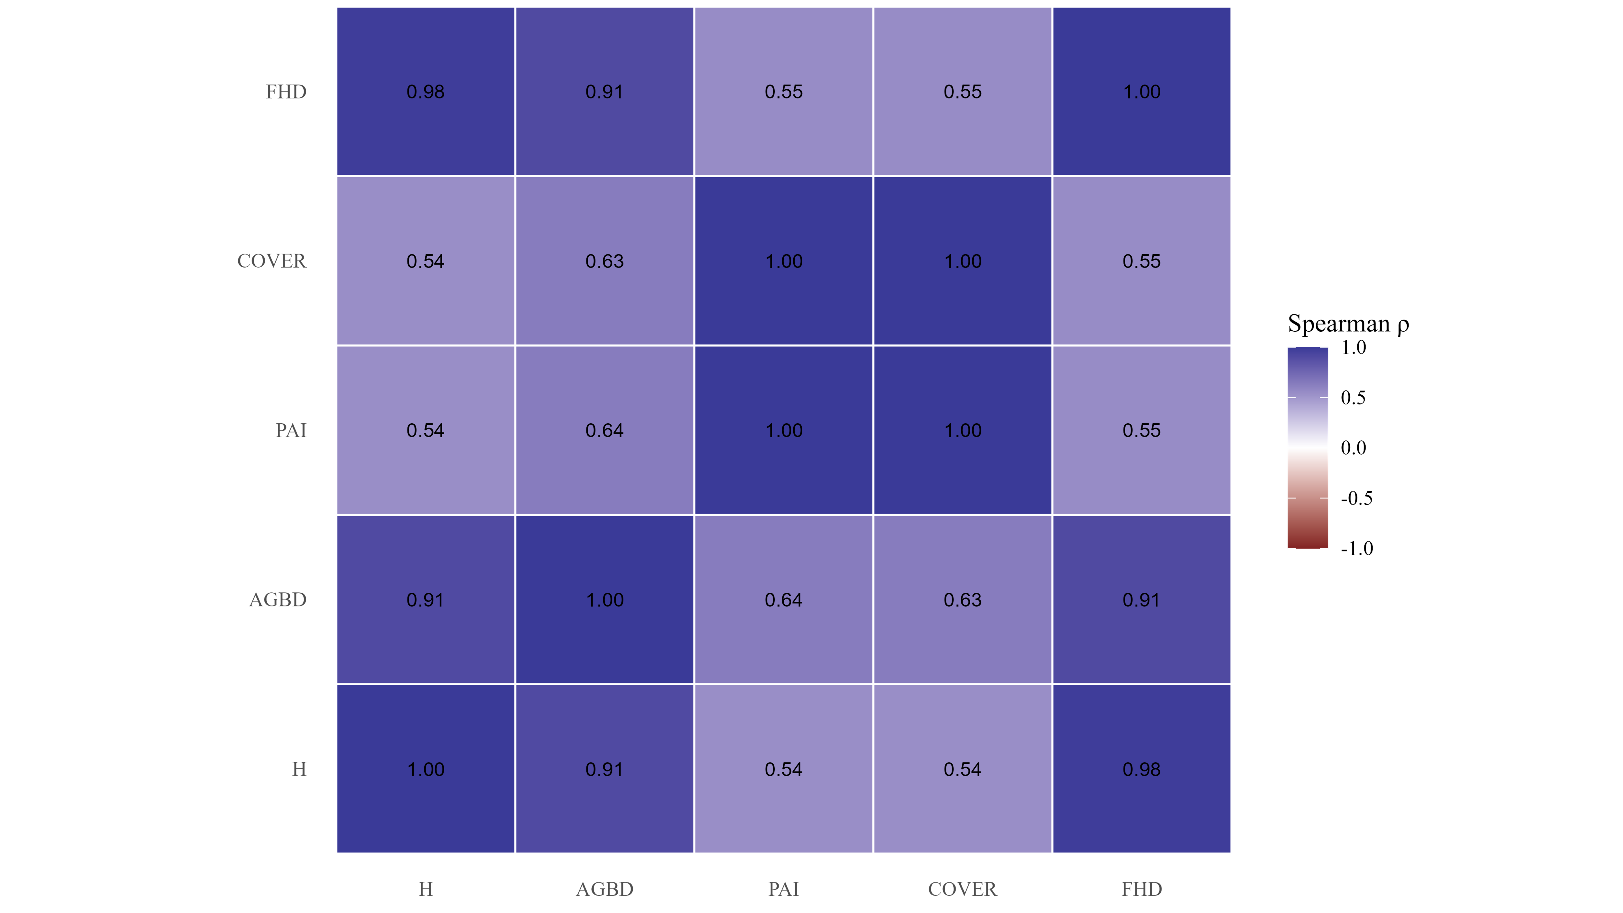 FHD 0.98 0.91 0.55 0.55 1.00
COVER 0.54 0.63 1.00 1.00 0.55
PAI 0.54 0.64 1.00 1.00 0.55
AGBD 0.91 1.00 0.64 0.63 0.91
H 1.00 0.91 0.54 0.54 0.98
H AGBD PAI COVER FHD
Spearman ρ
1.0
0.5
0.0
-0.5
-1.0